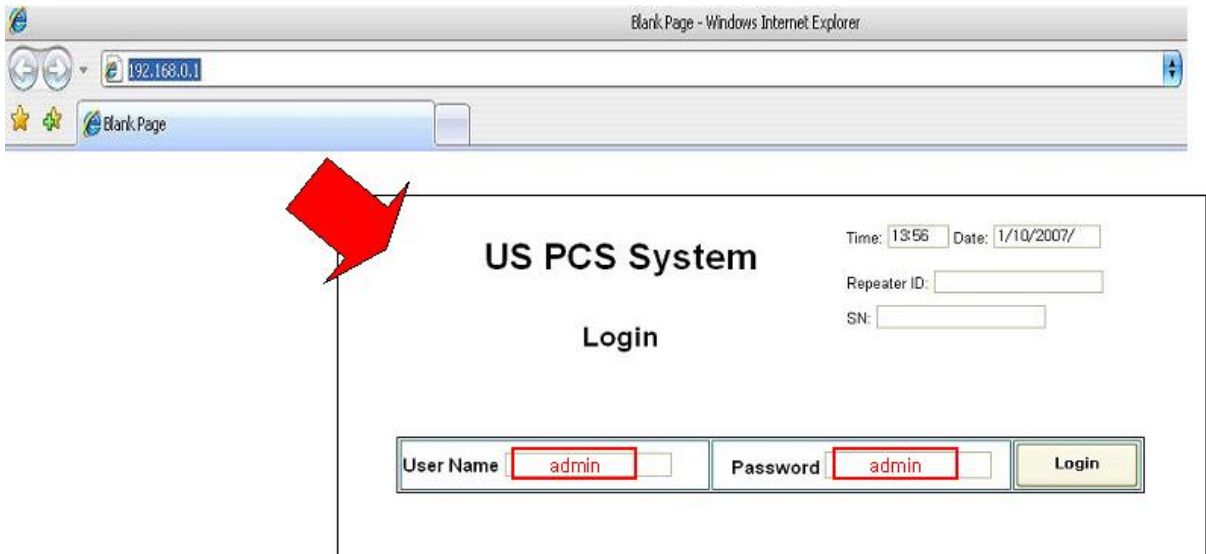 Blank Page - Windows Internet Explorer
192.168.0.1
Blank Page
US PCS System
Time: 13:56 Date: 1/10/2007/
Repeater ID:
SN:
Login
User Name admin Password admin Login